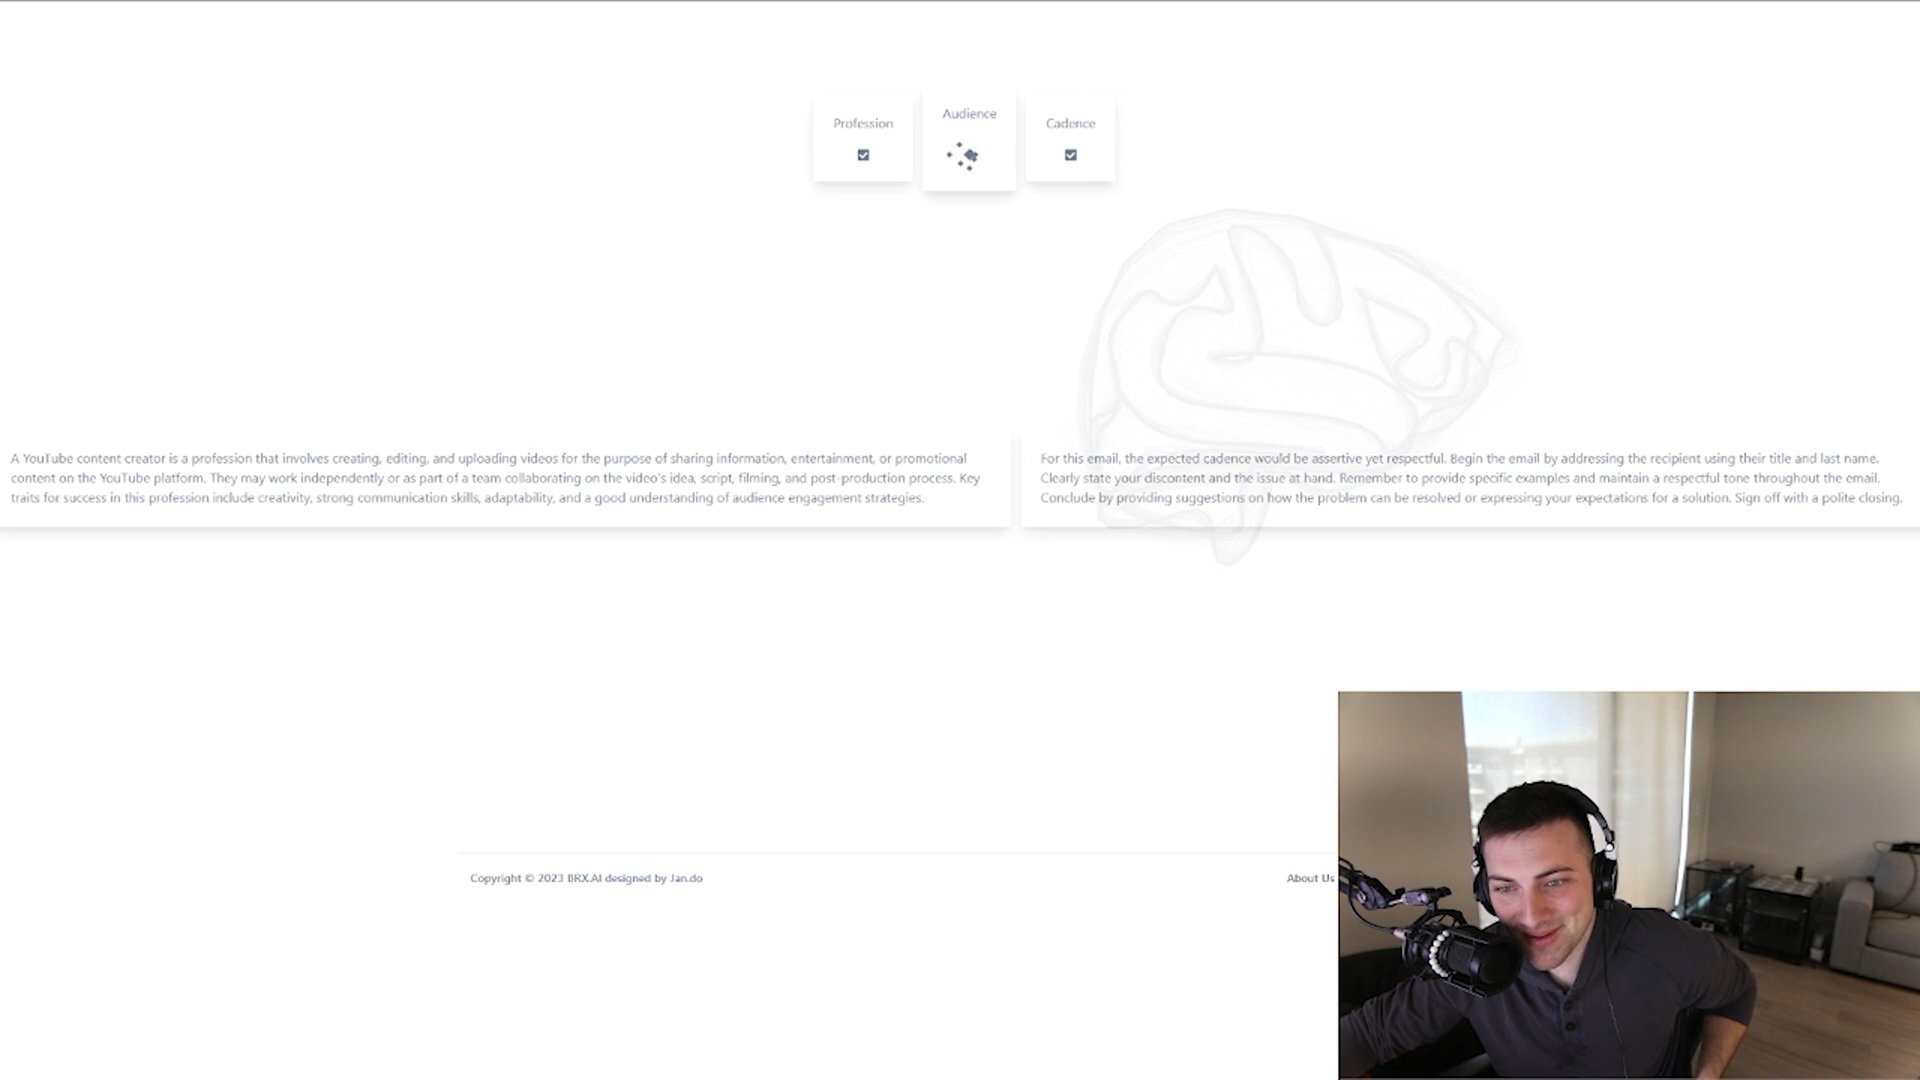 Profession
Audience
Cadence
A YouTube content creator is a profession that involves creating, editing, and uploading videos for the purpose of sharing information, entertainment, or promotional
content on the YouTube platform. They may work independently or as part of a team collaborating on the video's idea, script, filming, and post-production process. Key
traits for success in this profession include creativity, strong communication skills, adaptability, and a good understanding of audience engagement strategies.
For this email, the expected cadence would be assertive yet respectful. Begin the email by addressing the recipient using their title and last name.
Clearly state your discontent and the issue at hand. Remember to provide specific examples and maintain a respectful tone throughout the email.
Conclude by providing suggestions on how the problem can be resolved or expressing your expectations for a solution. Sign off with a polite closing.
Copyright © 2023 BRX.AI designed by Jan.do
About Us